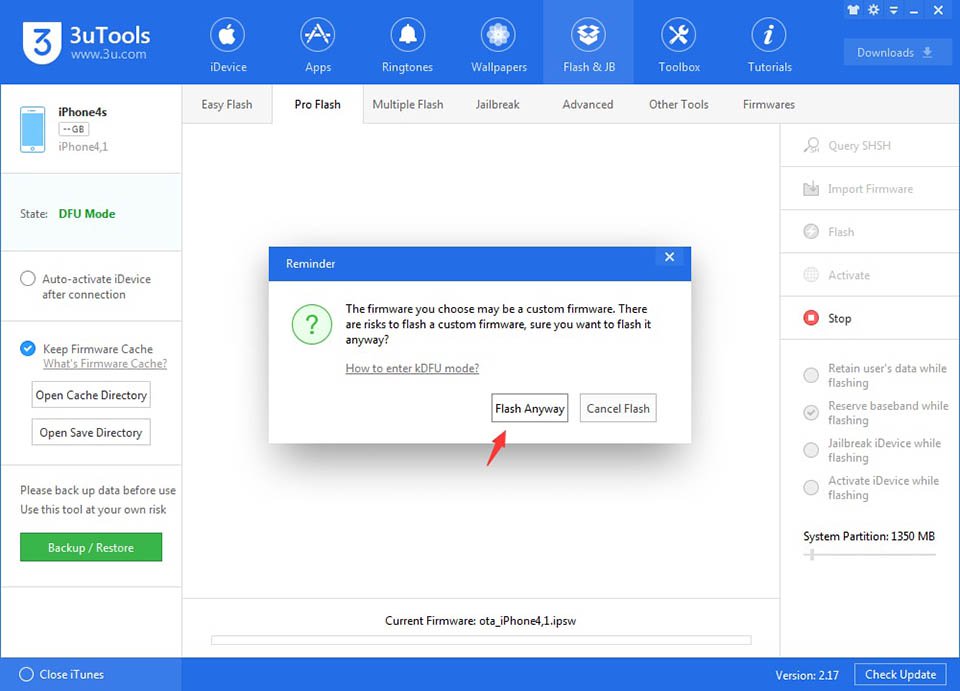 3 3uTools
www.3u.com
iDevice
Apps
Ringtones
Wallpapers
Flash & JB
Toolbox
i
Tutorials
Downloads
iPhone4s
-- GB
iPhone4,1
State: DFU Mode
Auto-activate iDevice
after connection
Keep Firmware Cache
What's Firmware Cache?
Open Cache Directory
Open Save Directory
Please back up data before use
Use this tool at your own risk
Backup / Restore
Easy Flash
Pro Flash
Multiple Flash
Jailbreak
Advanced
Other Tools
Firmwares
Reminder
?
The firmware you choose may be a custom firmware. There
are risks to flash a custom firmware, sure you want to flash it
anyway?
How to enter kDFU mode?
Flash Anyway
Cancel Flash
Current Firmware: ota_iPhone4,1.ipsw
Query SHSH
Import Firmware
Flash
Activate
Stop
Retain user's data while
flashing
Reserve baseband while
flashing
Jailbreak iDevice while
flashing
Activate iDevice while
flashing
System Partition: 1350 MB
Close iTunes
Version: 2.17
Check Update